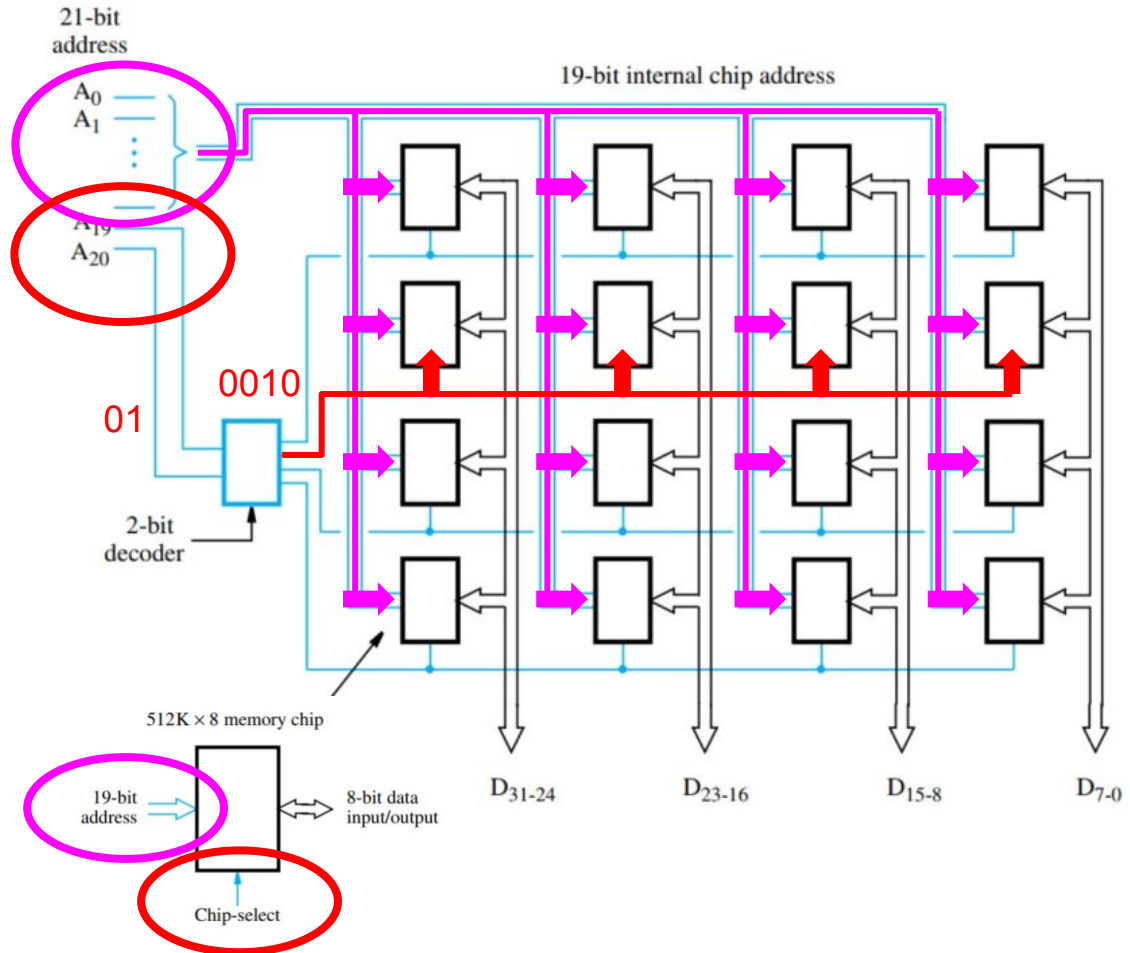 21-bit
address
A0
A1
19-bit internal chip address
A19
A20
0010
01
2-bit
decoder
512K × 8 memory chip
19-bit
address
8-bit data
input/output
Chip-select
D31-24
D23-16
D15-8
D7-0